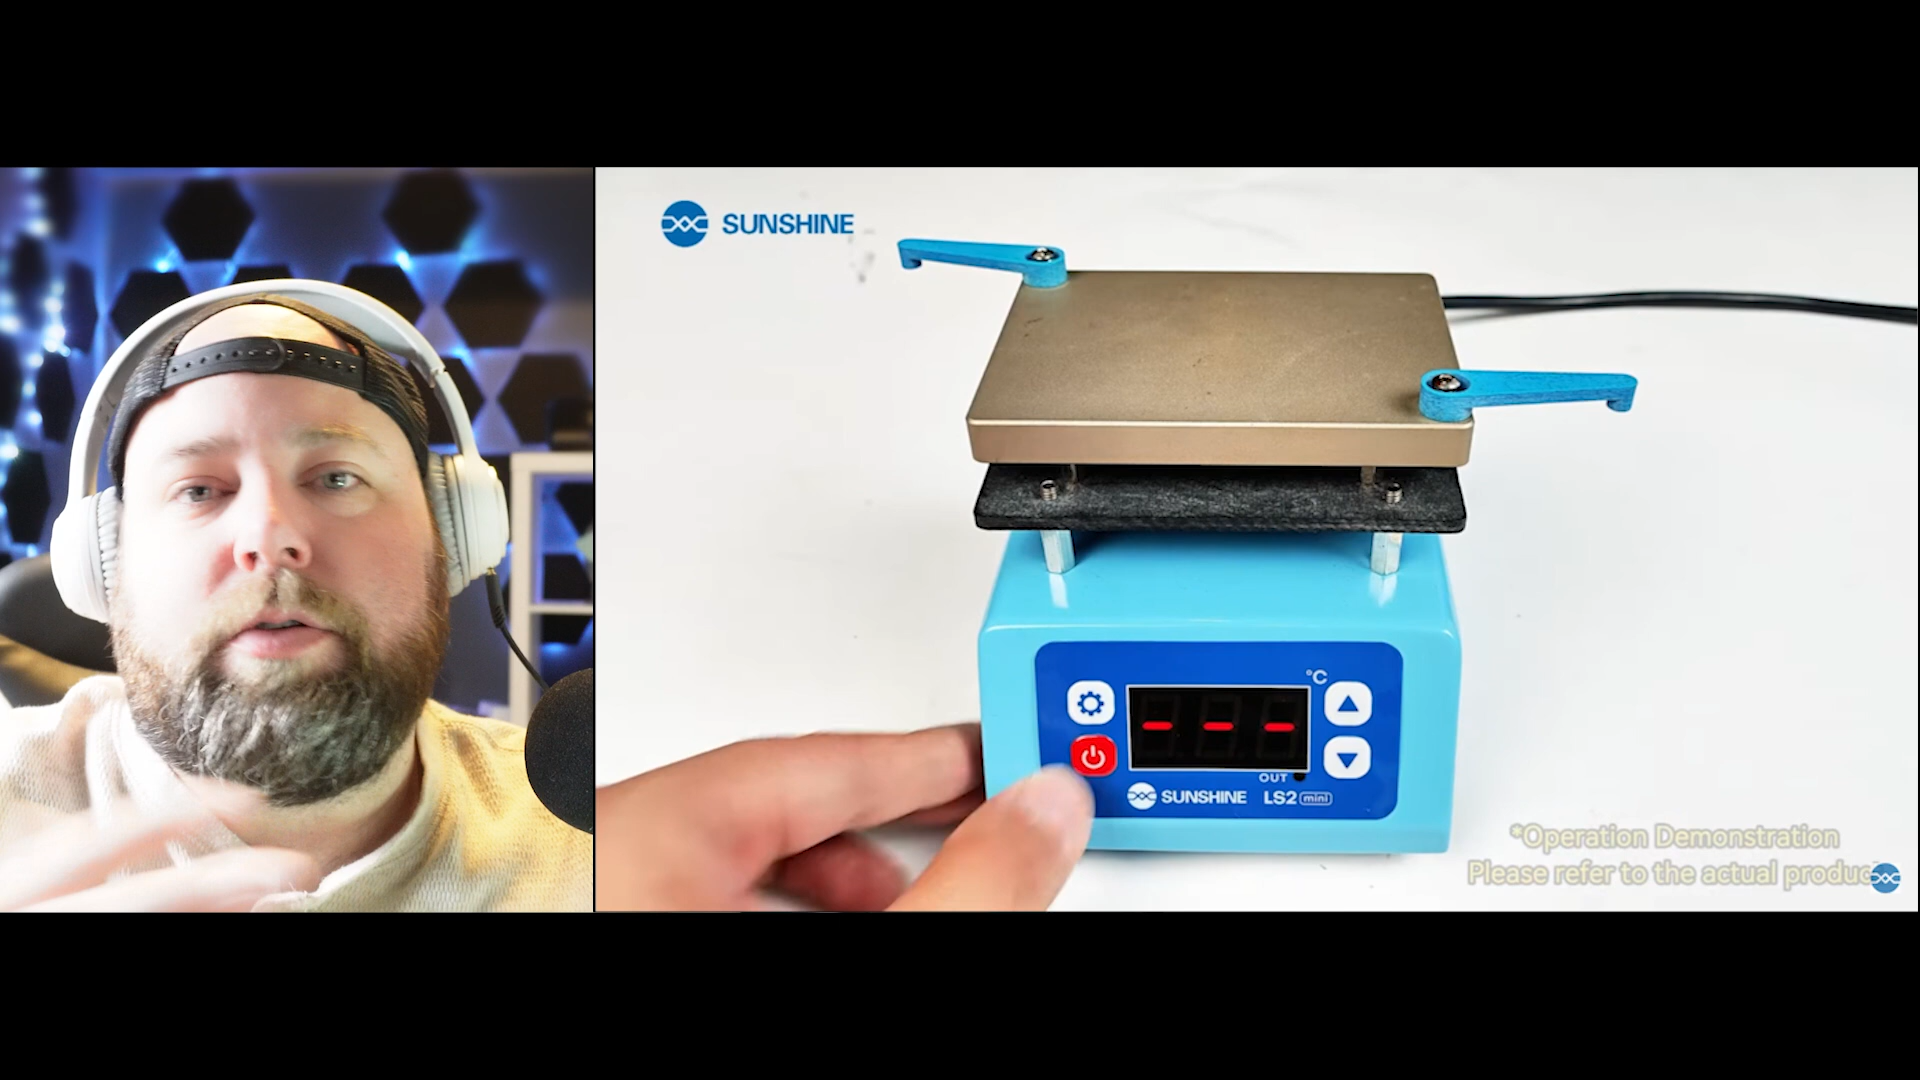 SUNSHINE
°C
OUT
SUNSHINE LS2 mini
*Operation Demonstration
Please refer to the actual produc